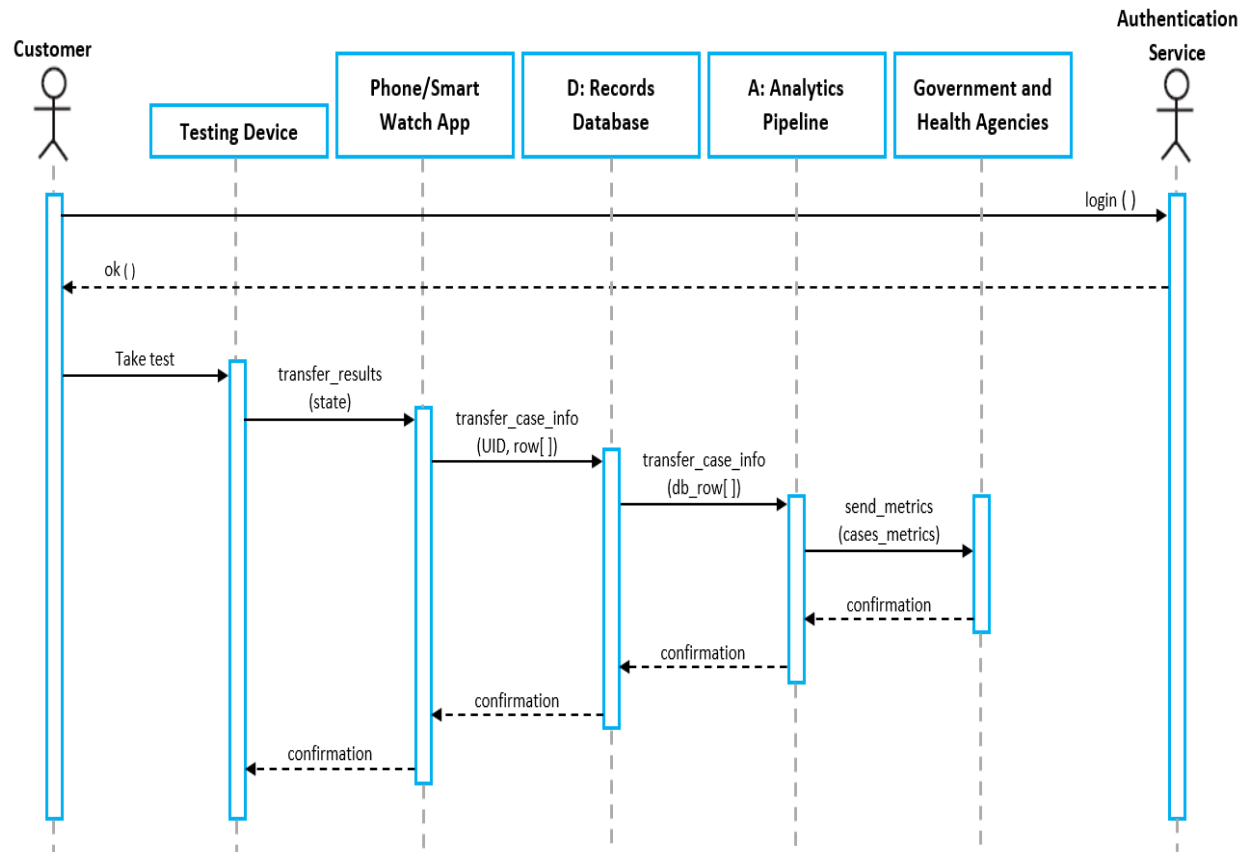 Customer
Testing Device
Phone/Smart
Watch App
D: Records
Database
A: Analytics
Pipeline
Government and
Health Agencies
Authentication
Service
login ( )
ok ( )
Take test
transfer_results
(state)
transfer_case_info
(UID, row[ ])
transfer_case_info
(db_row[ ])
send_metrics
(cases_metrics)
confirmation
confirmation
confirmation
confirmation